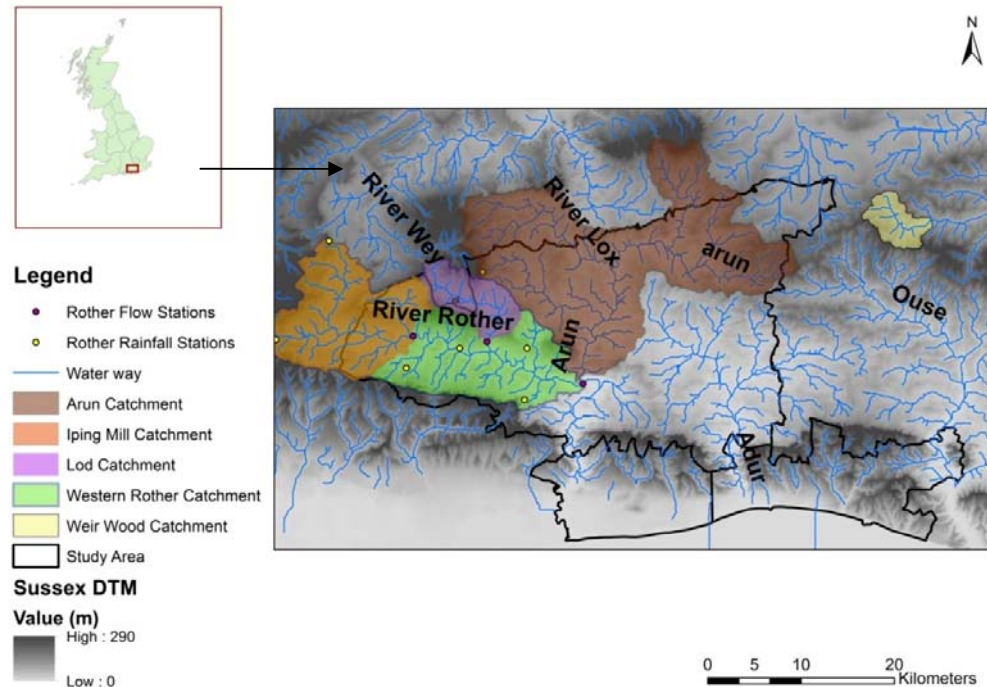 N
River Wey
River Lox
arun
Ouse
River Rother
Arun
Adur
Legend
Rother Flow Stations
Rother Rainfall Stations
Water way
Arun Catchment
Iping Mill Catchment
Lod Catchment
Western Rother Catchment
Weir Wood Catchment
Study Area
Sussex DTM
Value (m)
High : 290
Low : 0
0 5 10 20
Kilometers